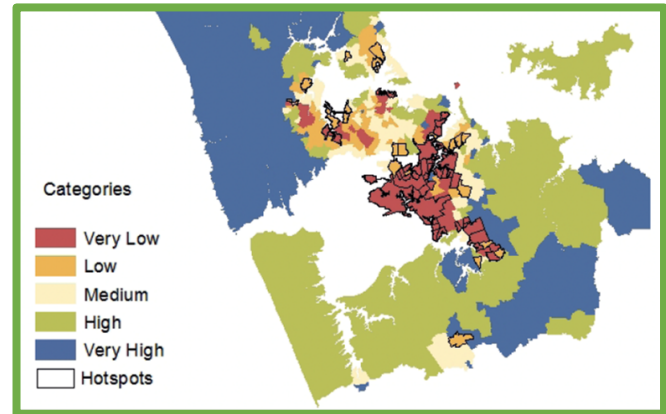 Categories
Very Low
Low
Medium
High
Very High
Hotspots